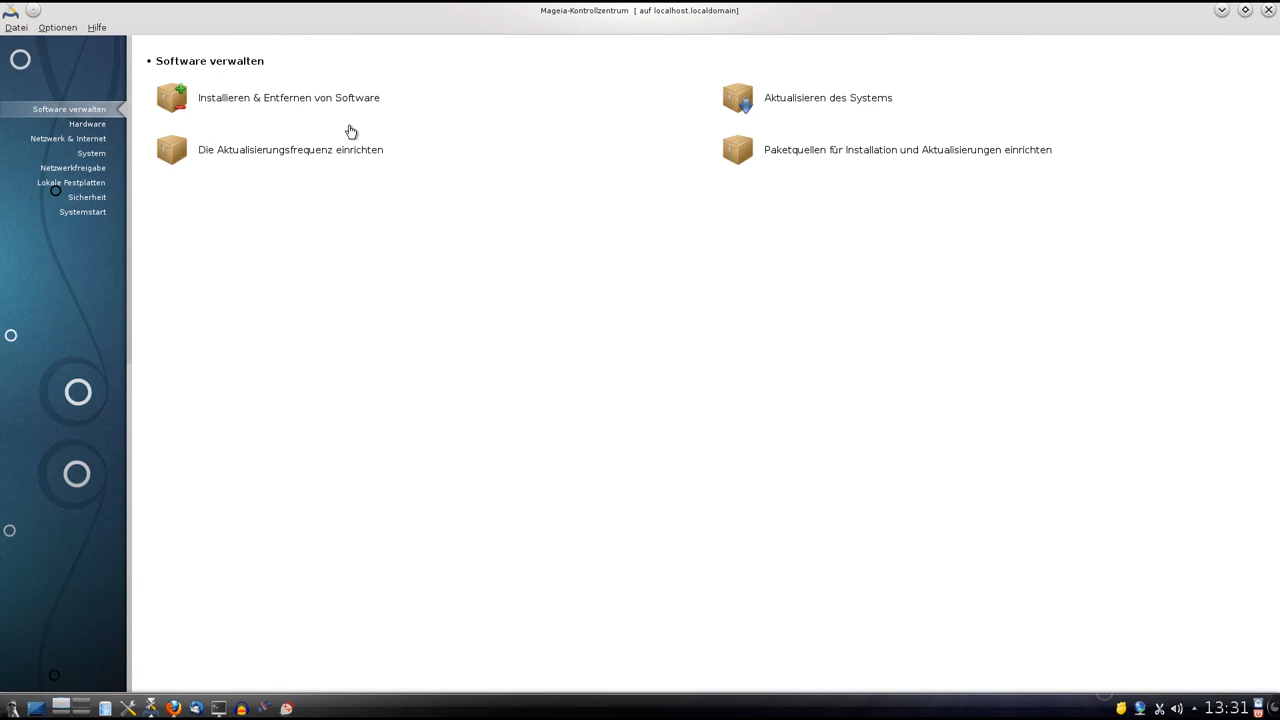 Mageia-Kontrollzentrum [ auf localhost.localdomain]
Datei Optionen Hilfe
• Software verwalten
Installieren & Entfernen von Software
Aktualisieren des Systems
Die Aktualisierungsfrequenz einrichten
Paketquellen für Installation und Aktualisierungen einrichten
Software verwalten
Hardware
Netzwerk & Internet
System
Netzwerkfreigabe
Lokale Festplatten
Sicherheit
Systemstart
13:31